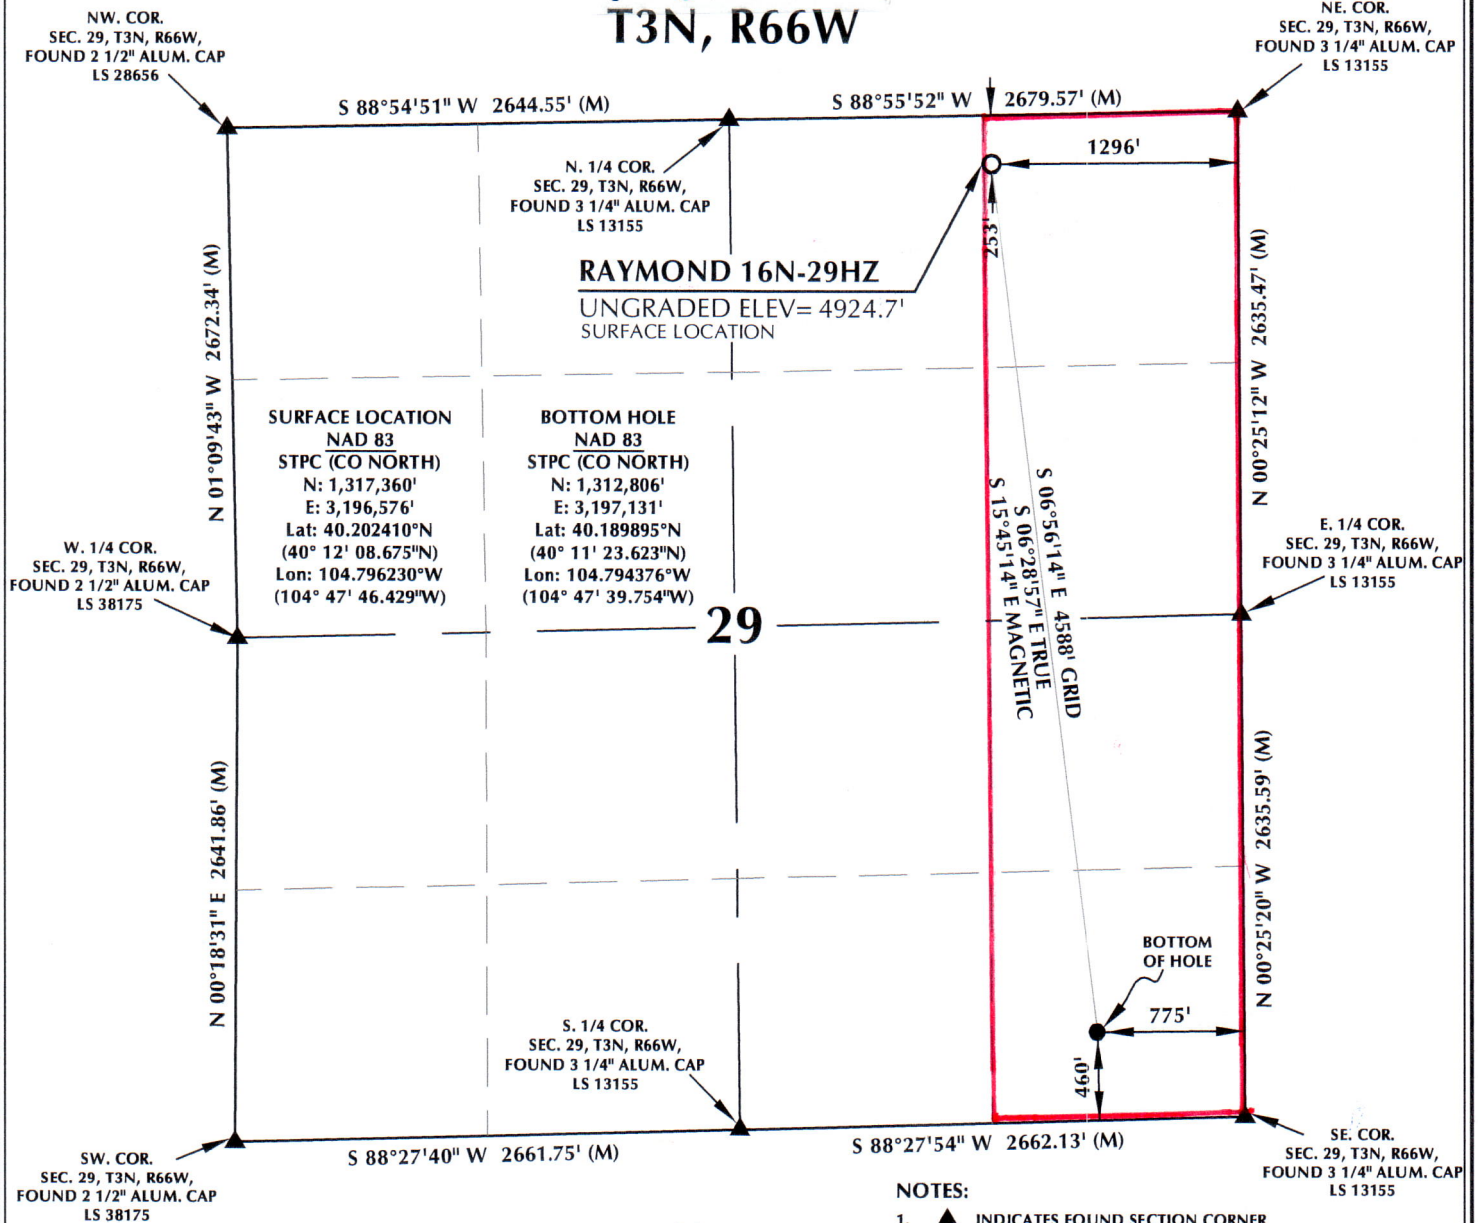 T3N, R66W
NW. COR.
SEC. 29, T3N, R66W,
FOUND 2 1/2" ALUM. CAP
LS 28656
NE. COR.
SEC. 29, T3N, R66W,
FOUND 3 1/4" ALUM. CAP
LS 13155
S 88°54'51" W 2644.55' (M)
S 88°55'52" W 2679.57' (M)
1296'
N. 1/4 COR.
SEC. 29, T3N, R66W,
FOUND 3 1/4" ALUM. CAP
LS 13155
253'
RAYMOND 16N-29HZ
UNGRADED ELEV= 4924.7'
SURFACE LOCATION
N 01°09'43" W 2672.34' (M)
N 00°25'12" W 2635.47' (M)
SURFACE LOCATION
NAD 83
STPC (CO NORTH)
N: 1,317,360'
E: 3,196,576'
Lat: 40.202410°N
(40° 12' 08.675"N)
Lon: 104.796230°W
(104° 47' 46.429"W)
BOTTOM HOLE
NAD 83
STPC (CO NORTH)
N: 1,312,806'
E: 3,197,131'
Lat: 40.189895°N
(40° 11' 23.623"N)
Lon: 104.794376°W
(104° 47' 39.754"W)
S 06°56'14" E 4588' GRID
S 06°28'57" E TRUE
S 15°45'14" E MAGNETIC
W. 1/4 COR.
SEC. 29, T3N, R66W,
FOUND 2 1/2" ALUM. CAP
LS 38175
E. 1/4 COR.
SEC. 29, T3N, R66W,
FOUND 3 1/4" ALUM. CAP
LS 13155
29
N 00°18'31" E 2641.86' (M)
N 00°25'20" W 2635.59' (M)
BOTTOM
OF HOLE
775'
460'
S. 1/4 COR.
SEC. 29, T3N, R66W,
FOUND 3 1/4" ALUM. CAP
LS 13155
S 88°27'40" W 2661.75' (M)
S 88°27'54" W 2662.13' (M)
SW. COR.
SEC. 29, T3N, R66W,
FOUND 2 1/2" ALUM. CAP
LS 38175
SE. COR.
SEC. 29, T3N, R66W,
FOUND 3 1/4" ALUM. CAP
LS 13155
NOTES:
1. INDICATES FOUND SECTION CORNER